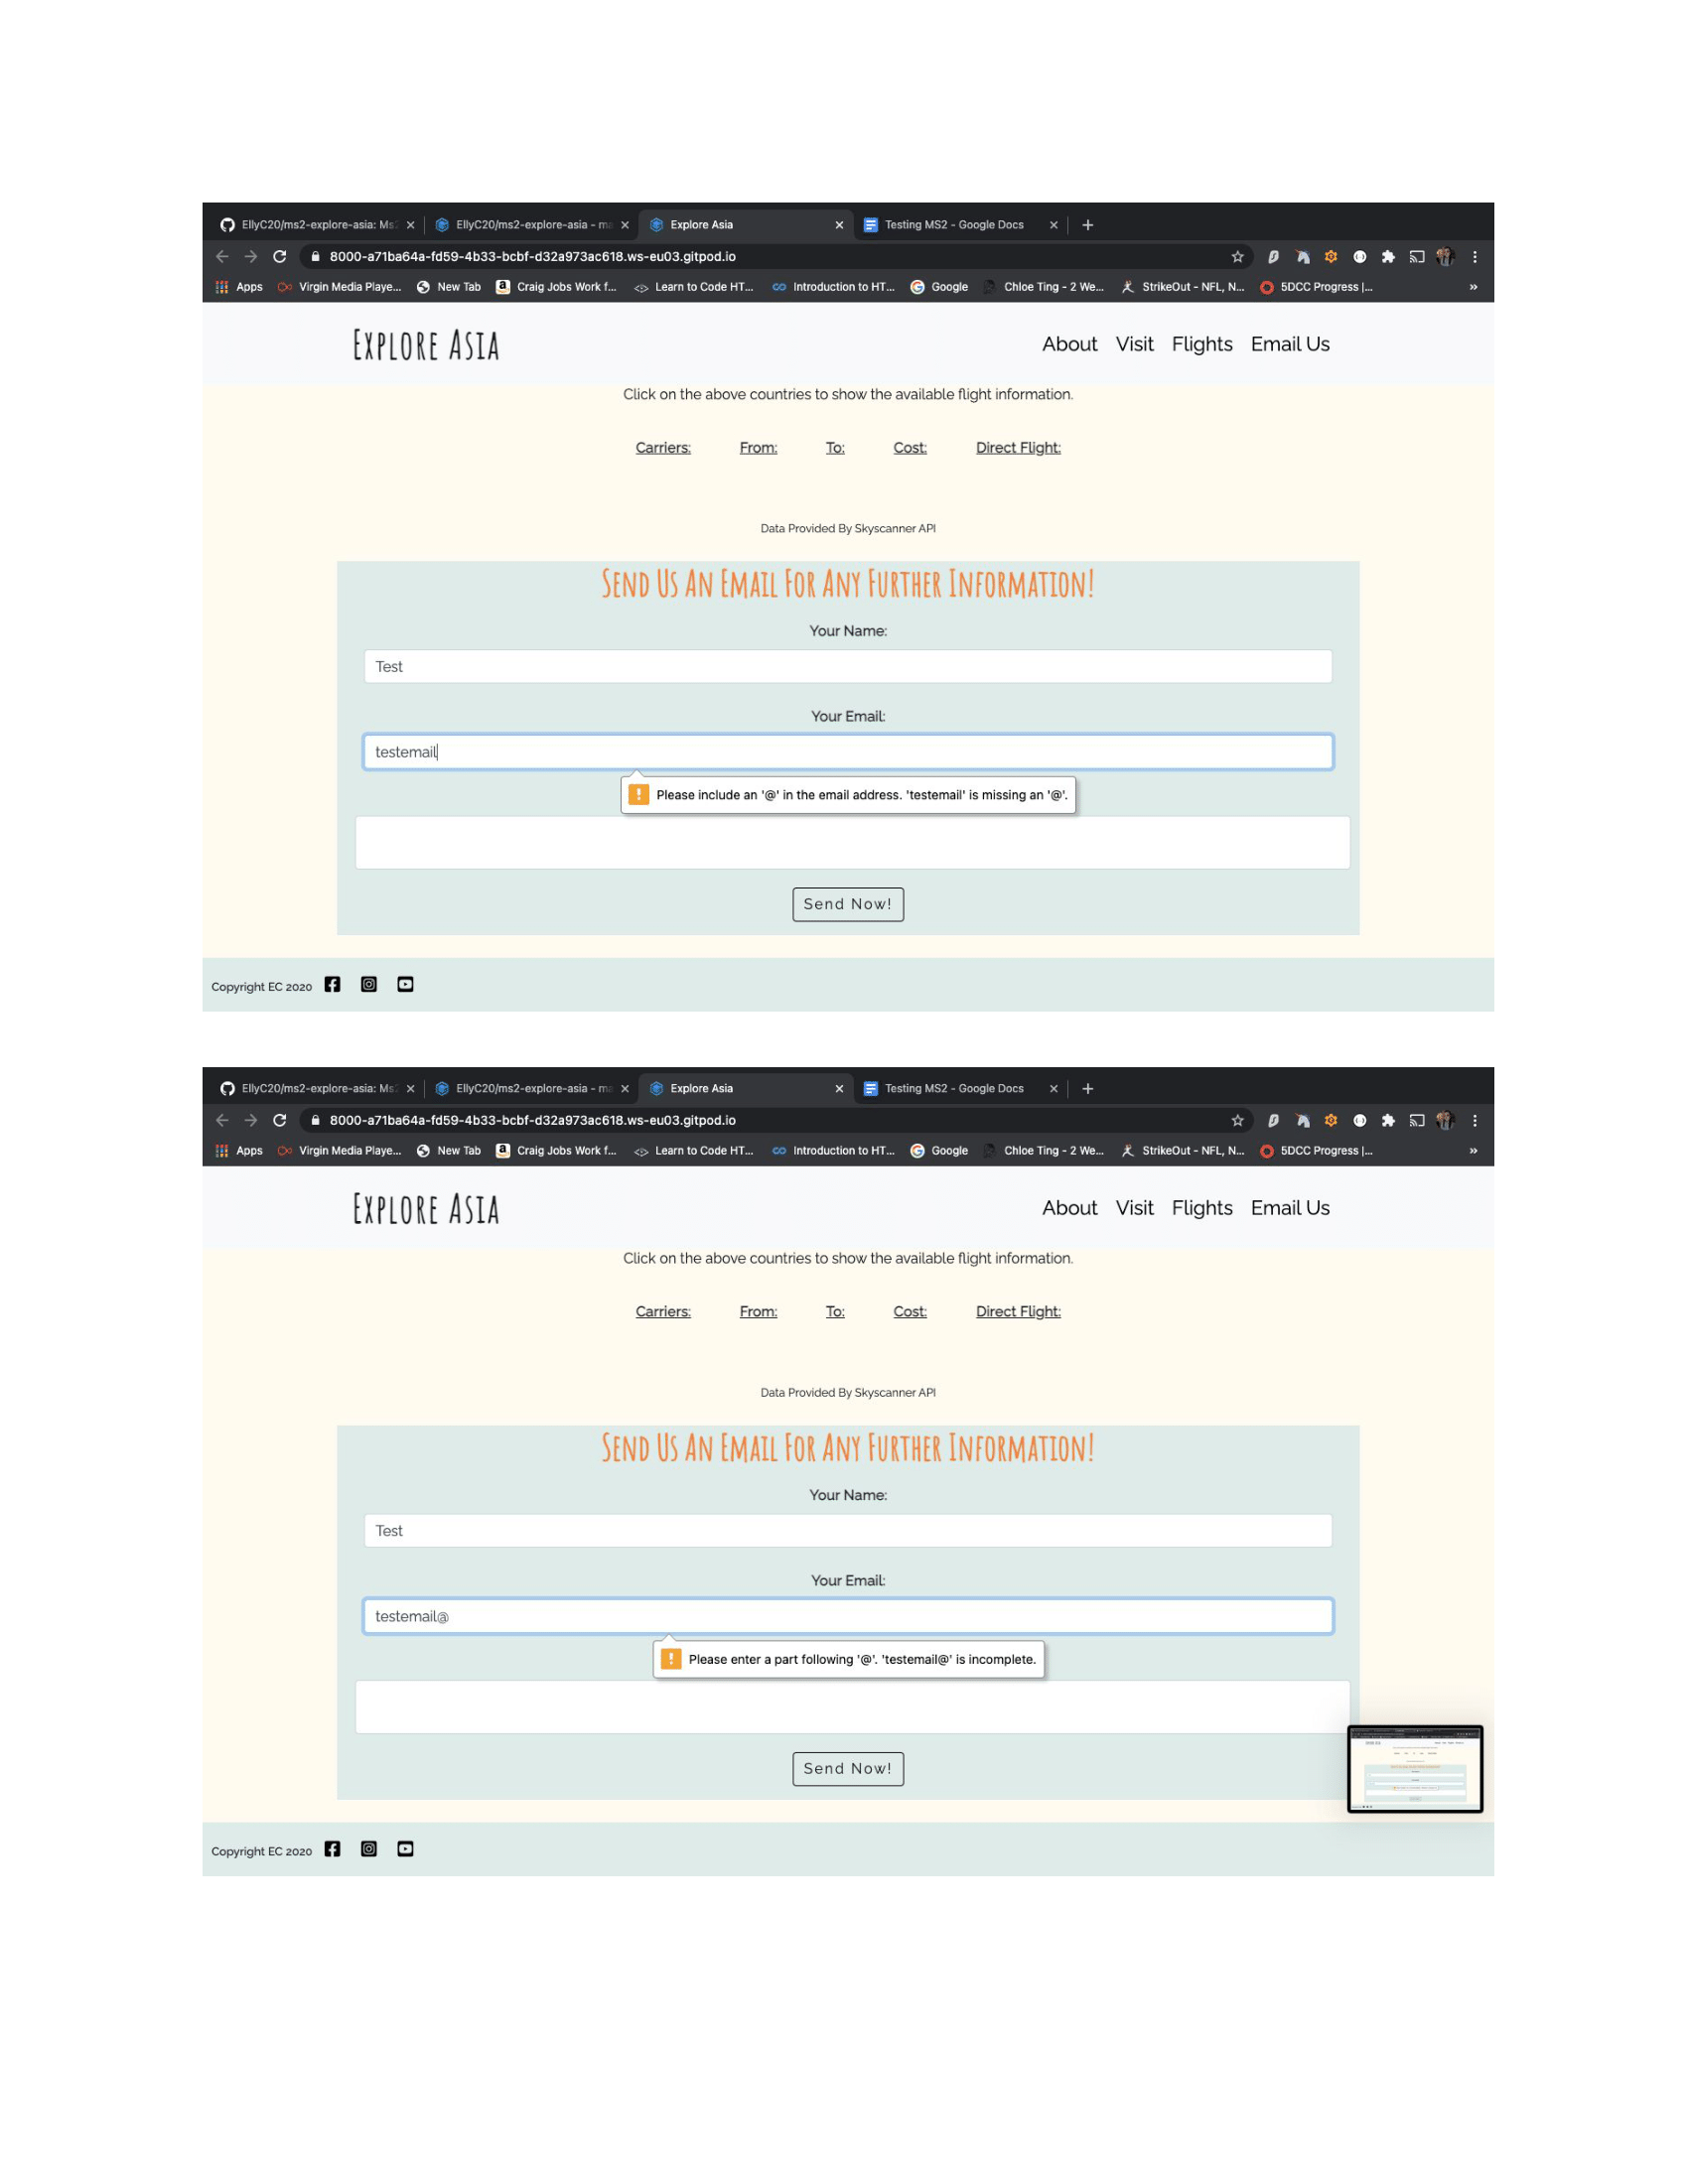 EllyC20/ms2-explore-asia: Ms2
EllyC20/ms2-explore-asia - ma
Explore Asia
Testing MS2 - Google Docs
8000-a71ba64a-fd59-4b33-bcbf-d32a973ac618.ws-eu03.gitpod.io
Apps Virgin Media Playe... New Tab Craig Jobs Work f... Learn to Code HT... Introduction to HT... Google Chloe Ting - 2 We... StrikeOut - NFL, N... 5DCC Progress |... »
Explore Asia
About Visit Flights Email Us
Click on the above countries to show the available flight information.
Carriers: From: To: Cost: Direct Flight:
Data Provided By Skyscanner API
Send Us An Email For Any Further Information!
Your Name:
Test
Your Email:
testemail
Please include an '@' in the email address. 'testemail' is missing an '@'.
Send Now!
Copyright EC 2020
EllyC20/ms2-explore-asia: Ms2
EllyC20/ms2-explore-asia - ma
Explore Asia
Testing MS2 - Google Docs
8000-a71ba64a-fd59-4b33-bcbf-d32a973ac618.ws-eu03.gitpod.io
Apps Virgin Media Playe... New Tab Craig Jobs Work f... Learn to Code HT... Introduction to HT... Google Chloe Ting - 2 We... StrikeOut - NFL, N... 5DCC Progress |... »
Explore Asia
About Visit Flights Email Us
Click on the above countries to show the available flight information.
Carriers: From: To: Cost: Direct Flight:
Data Provided By Skyscanner API
Send Us An Email For Any Further Information!
Your Name:
Test
Your Email:
testemail@
Please enter a part following '@'. 'testemail@' is incomplete.
Send Now!
Copyright EC 2020